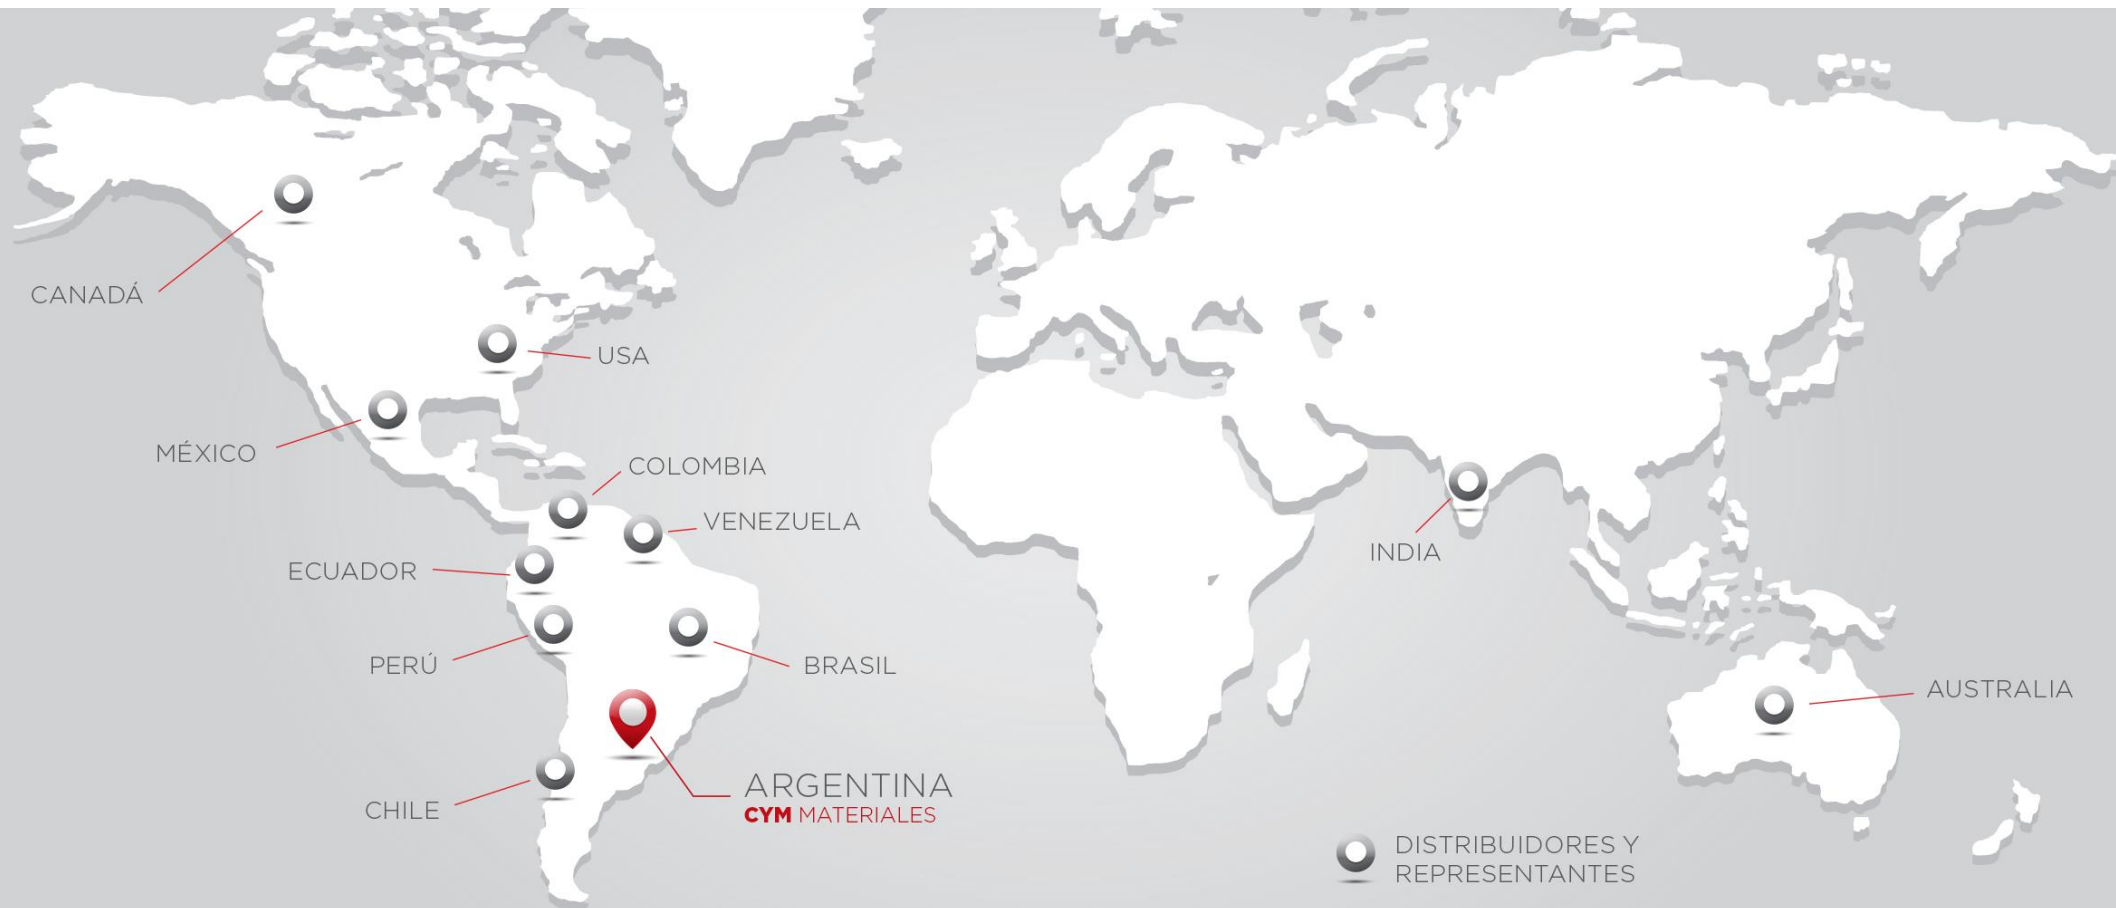 CANADÁ
USA
MÉXICO
COLOMBIA
VENEZUELA
ECUADOR
INDIA
PERÚ
BRASIL
AUSTRALIA
ARGENTINA
CYM MATERIALES
CHILE
DISTRIBUIDORES Y
REPRESENTANTES